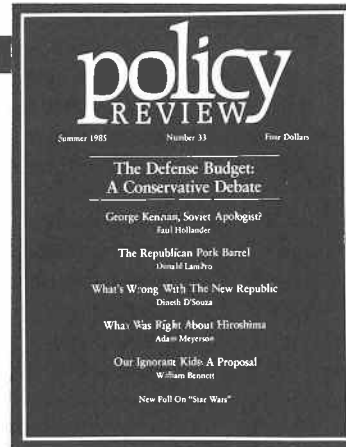 policy
REVIEW
Summer 1985 Number 33 Four Dollars
The Defense Budget:
A Conservative Debate
George Kennan, Soviet Apologist?
Paul Hollander
The Republican Pork Barrel
Donald Lambro
What's Wrong With The New Republic
Dinesh D'Souza
What Was Right About Hiroshima
Adam Meyerson
Our Ignorant Kids: A Proposal
William Bennett
New Poll On "Star Wars"